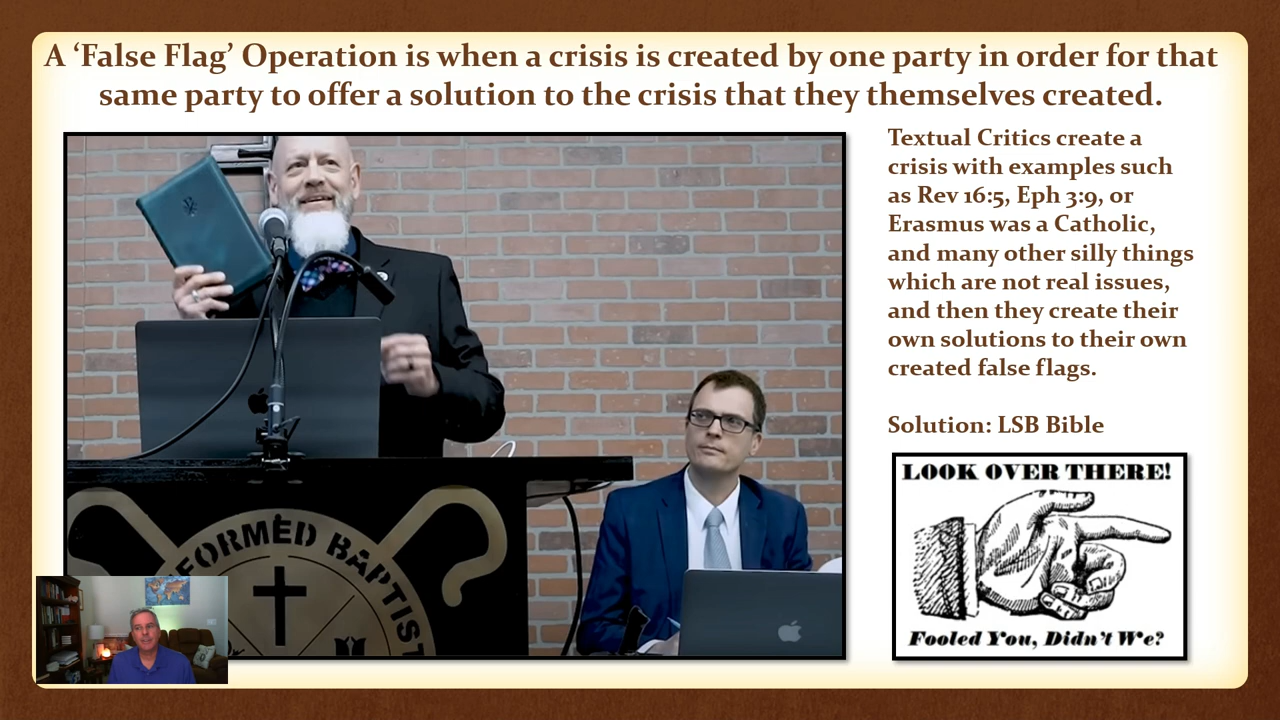 A ‘False Flag’ Operation is when a crisis is created by one party in order for that
same party to offer a solution to the crisis that they themselves created.
Textual Critics create a
crisis with examples such
as Rev 16:5, Eph 3:9, or
Erasmus was a Catholic,
and many other silly things
which are not real issues,
and then they create their
own solutions to their own
created false flags.
Solution: LSB Bible
LOOK OVER THERE!
Fooled You, Didn't We?
FORMED BAPTIST